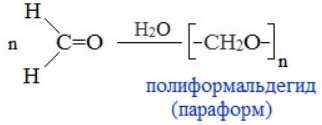 H
n C=O H2O [-CH2O-]n
H
полиформальдегид
(параформ)